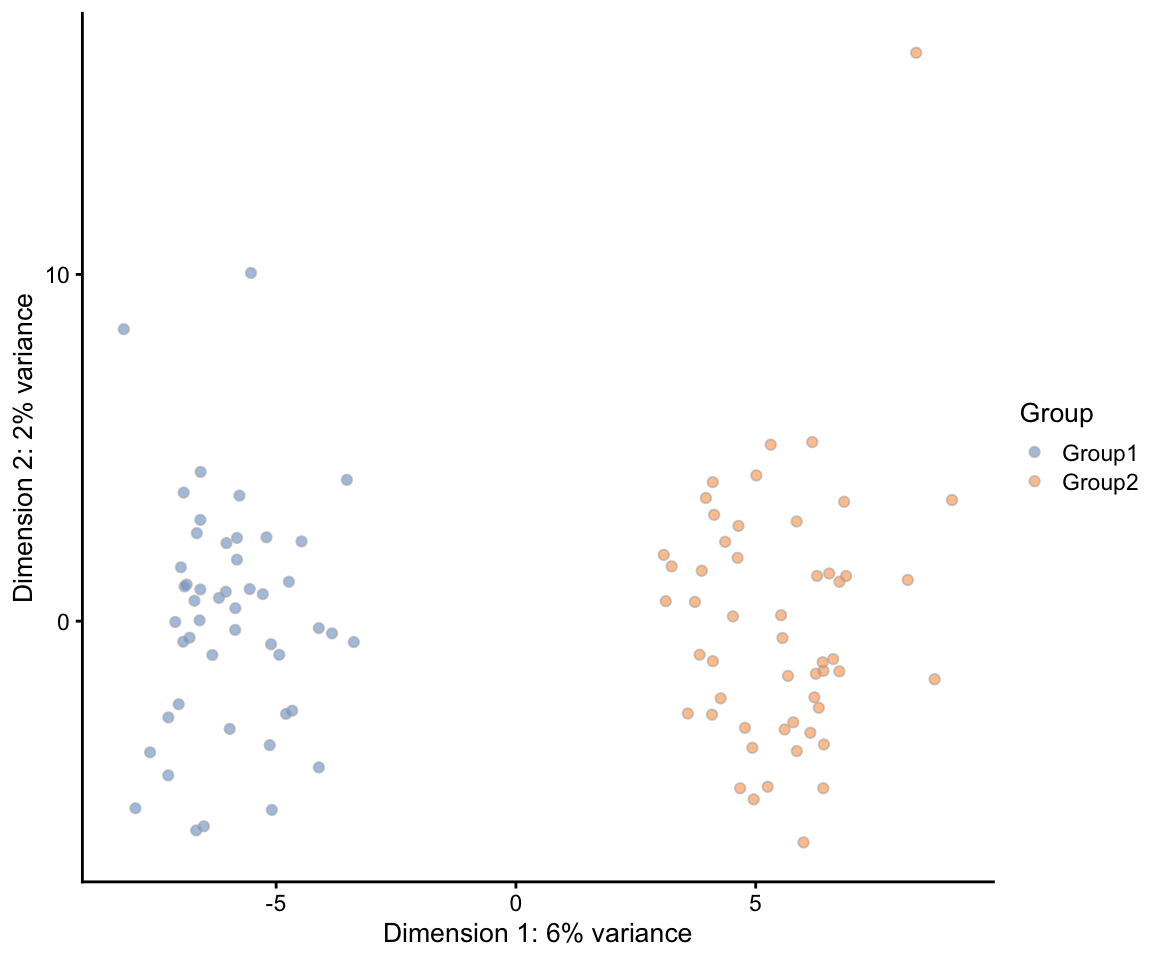 Dimension 2: 2% variance
10
0
-5
0
5
Dimension 1: 6% variance
Group
Group1
Group2